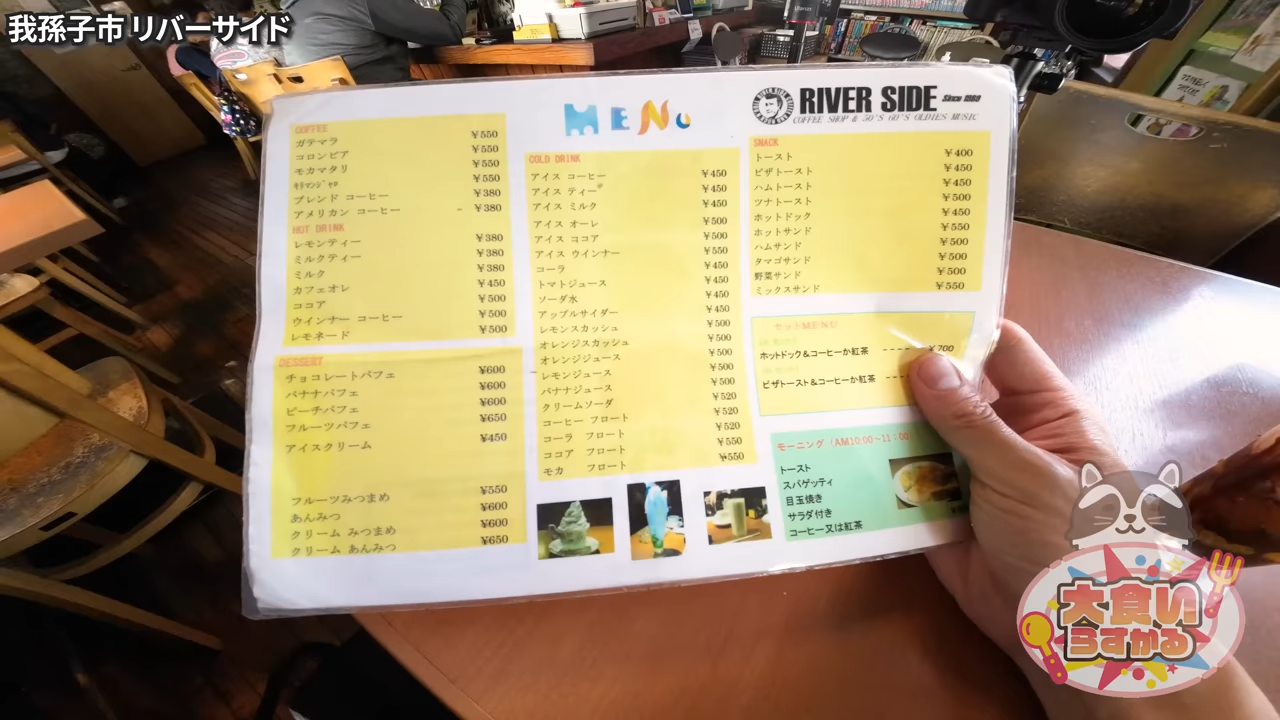 我孫子市 リバーサイド
MENU
RIVER SIDE Since 1980
COFFEE SHOP & 50'S 60'S OLDIES MUSIC
COFFEE
ガテマラ ¥550
コロンビア ¥550
モカマタリ ¥550
キリマンジャロ ¥550
ブレンド コーヒー ¥380
アメリカン コーヒー ¥380
HOT DRINK
レモンティー ¥380
ミルクティー ¥380
ミルク ¥380
カフェオレ ¥450
ココア ¥500
ウインナー コーヒー ¥500
レモネード ¥500
DESSERT
チョコレートパフェ ¥600
バナナパフェ ¥600
ピーチパフェ ¥600
フルーツパフェ ¥650
アイスクリーム ¥450
フルーツみつまめ ¥550
あんみつ ¥600
クリーム みつまめ ¥600
クリーム あんみつ ¥650
COLD DRINK
アイス コーヒー ¥450
アイス ティー ¥450
アイス ミルク ¥450
アイス オーレ ¥500
アイス ココア ¥500
アイス ウインナー ¥550
コーラ ¥450
トマトジュース ¥450
ソーダ水 ¥450
アップルサイダー ¥450
レモンスカッシュ ¥500
オレンジスカッシュ ¥500
オレンジジュース ¥500
レモンジュース ¥500
バナナジュース ¥500
クリームソーダ ¥520
コーヒー フロート ¥520
コーラ フロート ¥520
ココア フロート ¥550
モカ フロート ¥550
SNACK
トースト ¥400
ピザトースト ¥450
ハムトースト ¥450
ツナトースト ¥500
ホットドック ¥450
ホットサンド ¥550
ハムサンド ¥500
タマゴサンド ¥500
野菜サンド ¥500
ミックスサンド ¥550
セットMENU
ホットドック&コーヒーか紅茶 ----- ¥700
ピザトースト&コーヒーか紅茶 ---
モーニング (AM10:00~11:00)
トースト
スパゲッティ
目玉焼き
サラダ付き
コーヒー又は紅茶
大食い
らすかる